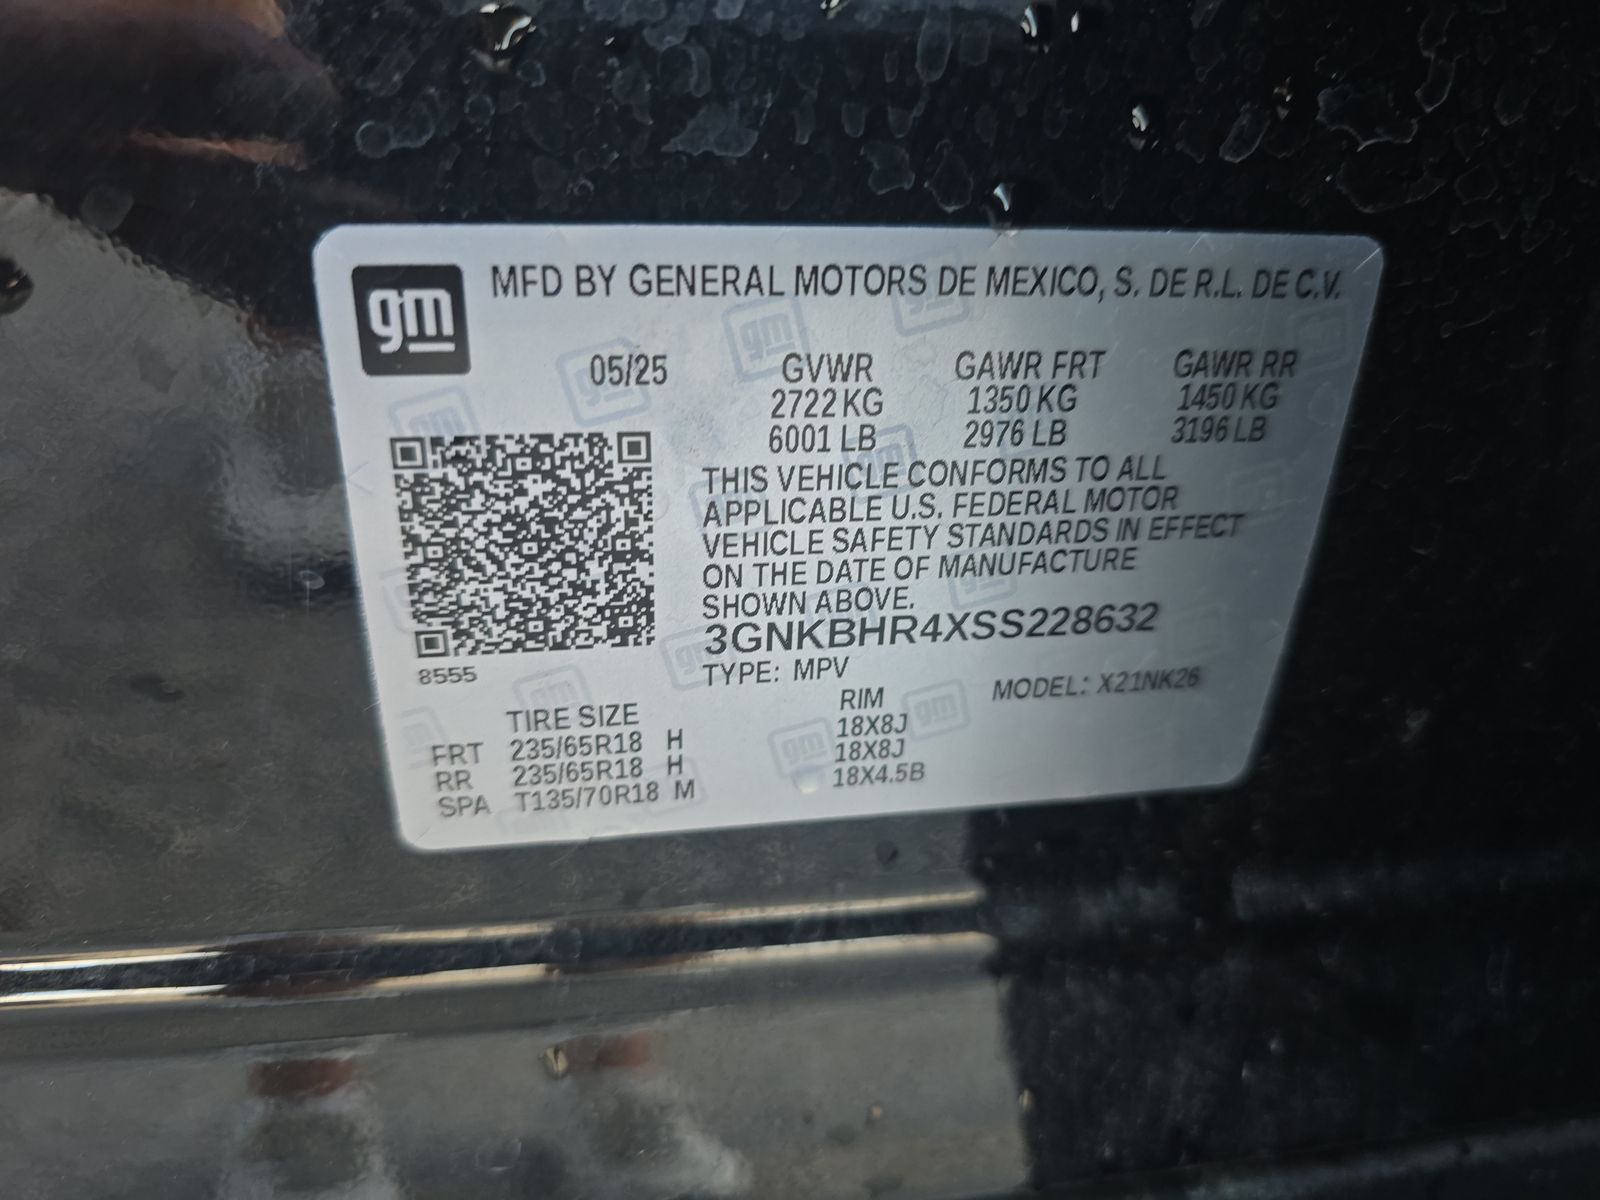 gm
MFD BY GENERAL MOTORS DE MEXICO, S. DE R.L. DE C.V.
05/25 GVWR GAWR FRT GAWR RR
2722 KG 1350 KG 1450 KG
6001 LB 2976 LB 3196 LB
THIS VEHICLE CONFORMS TO ALL
APPLICABLE U.S. FEDERAL MOTOR
VEHICLE SAFETY STANDARDS IN EFFECT
ON THE DATE OF MANUFACTURE
SHOWN ABOVE.
3GNKBHR4XSS228632
8555
TYPE: MPV MODEL: X21NK26
TIRE SIZE RIM
FRT 235/65R18 H 18X8J
RR 235/65R18 H 18X8J
SPA T135/70R18 M 18X4.5B